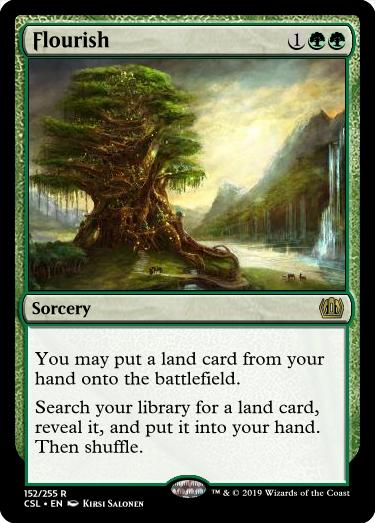 Flourish 1
Sorcery
You may put a land card from your
hand onto the battlefield.
Search your library for a land card,
reveal it, and put it into your hand.
Then shuffle.
152/255 R
CSL • EN KIRSI SALONEN
™ & © 2019 Wizards of the Coast